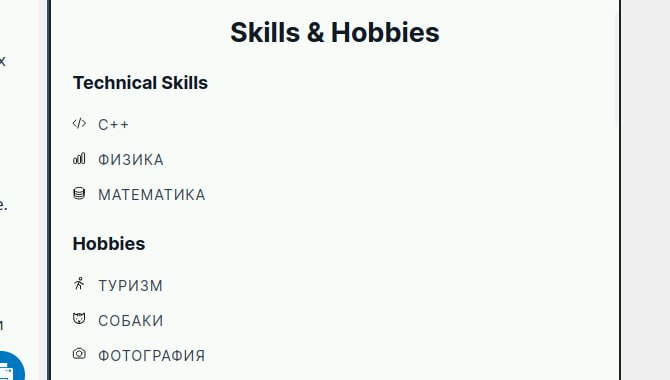 Skills & Hobbies
Technical Skills
C++
ФИЗИКА
МАТЕМАТИКА
Hobbies
ТУРИЗМ
СОБАКИ
ФОТОГРАФИЯ